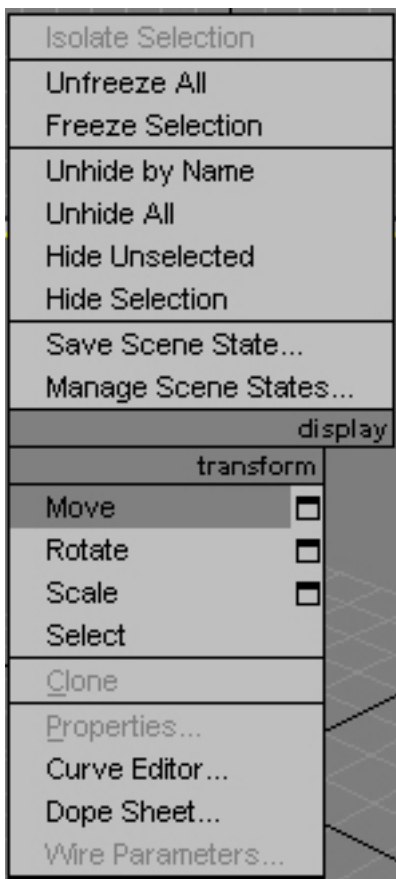 Isolate Selection
Unfreeze All
Freeze Selection
Unhide by Name
Unhide All
Hide Unselected
Hide Selection
Save Scene State...
Manage Scene States...
display
transform
Move
Rotate
Scale
Select
Clone
Properties...
Curve Editor...
Dope Sheet...
Wire Parameters...